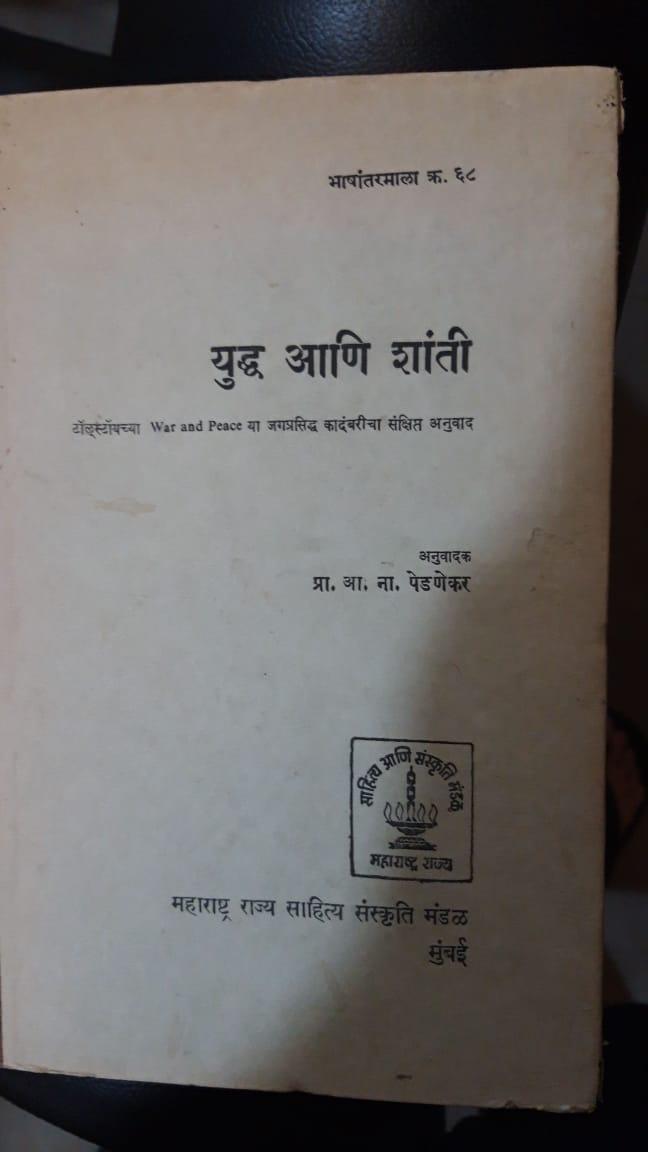 भाषांतरमाला क्र. ६८
युद्ध आणि शांती
टॉल्स्टॉयच्या War and Peace या जगप्रसिद्ध कादंबरीचा संक्षिप्त अनुवाद
अनुवादक
प्रा. आ. ना. पेडणेकर
साहित्य आणि संस्कृति मंडळ
महाराष्ट्र राज्य
महाराष्ट्र राज्य साहित्य संस्कृति मंडळ
मुंबई